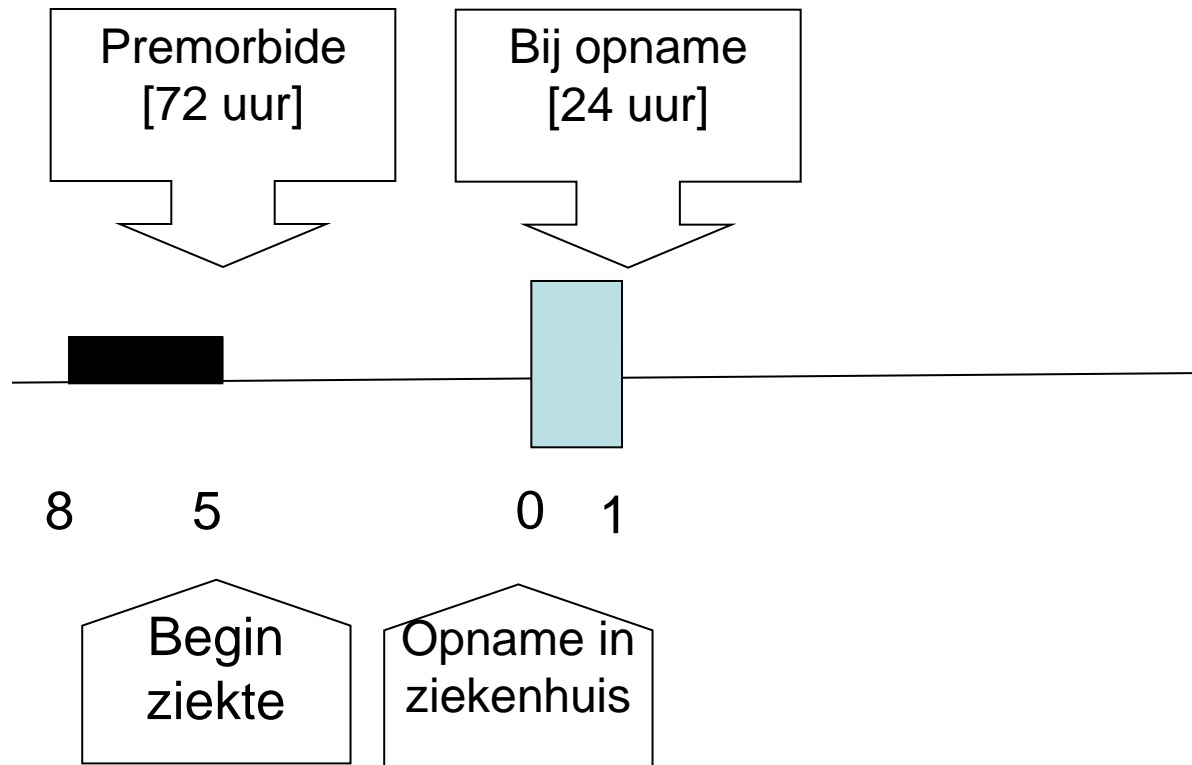 Premorbide
[72 uur]
Bij opname
[24 uur]
8 5 0 1
Begin
ziekte
Opname in
ziekenhuis